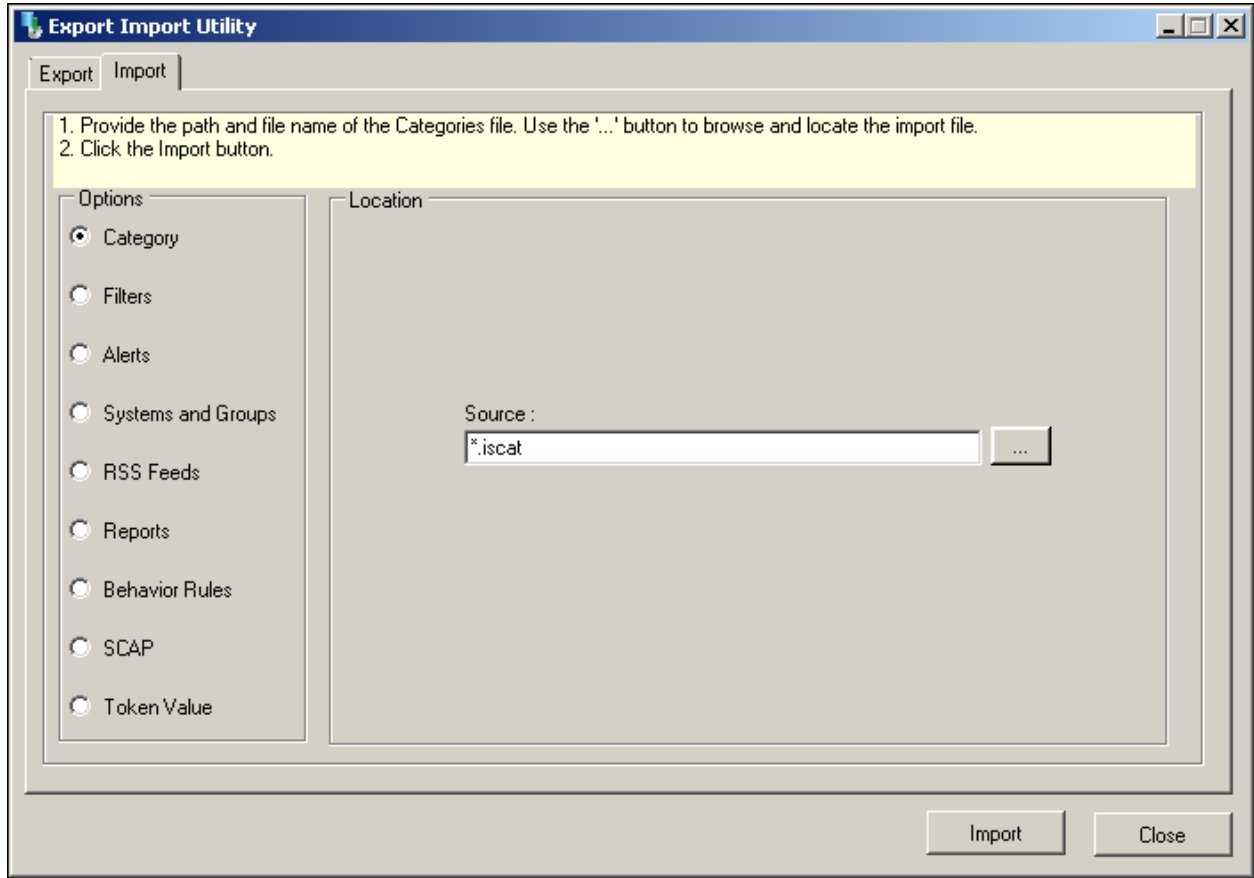 Export Import Utility
Export
Import
1. Provide the path and file name of the Categories file. Use the '...' button to browse and locate the import file.
2. Click the Import button.
Options
Category
Filters
Alerts
Systems and Groups
RSS Feeds
Reports
Behavior Rules
SCAP
Token Value
Location
Source :
*.iscat
...
Import
Close